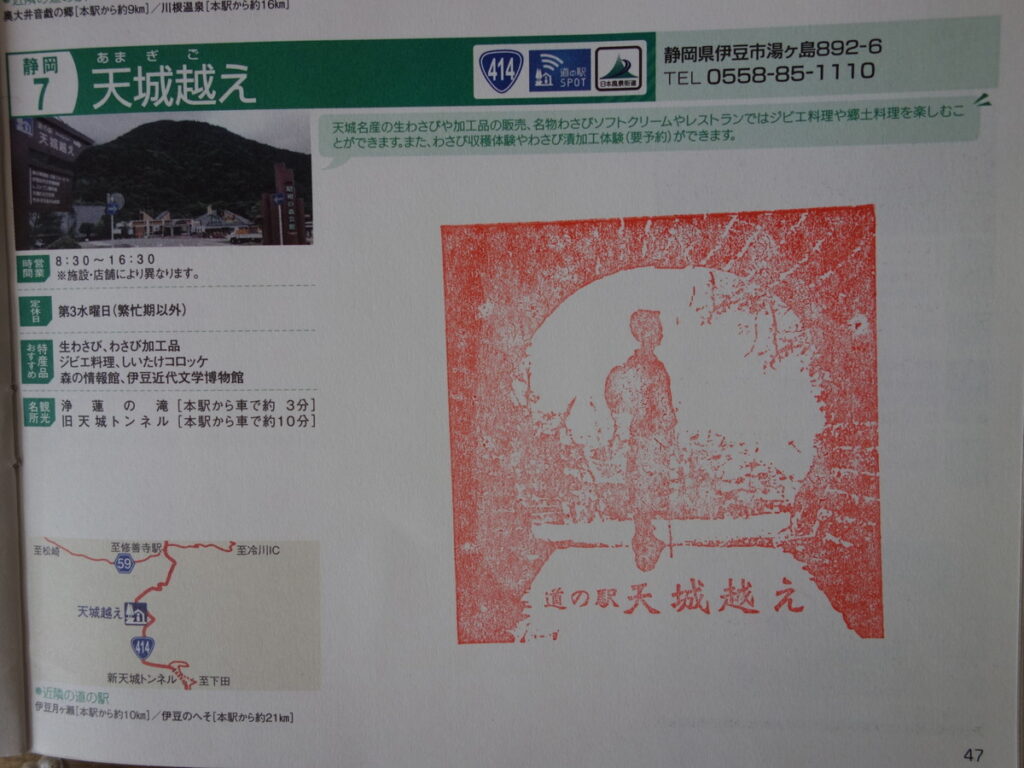 奥大井音戯の郷[本駅から約9km]／川根温泉[本駅から約16km]
静岡
7
あまぎご
天城越え
414
道の駅
SPOT
日本風景街道
静岡県伊豆市湯ヶ島892-6
TEL 0558-85-1110
天城名産の生わさびや加工品の販売、名物わさびソフトクリームやレストランではジビエ料理や郷土料理を楽しむこ
とができます。また、わさび収穫体験やわさび漬加工体験(要予約)ができます。
天城越え
昭和の森会館
営業時間
8:30～16:30
※施設・店舗により異なります。
定休日
第3水曜日(繁忙期以外)
特産品おすすめ
生わさび、わさび加工品
ジビエ料理、しいたけコロッケ
森の情報館、伊豆近代文学博物館
観光名所
浄蓮の滝[本駅から車で約 3分]
旧天城トンネル[本駅から車で約10分]
道の駅天城越え
至松崎
至修善寺駅
至冷川IC
59
天城越え
414
新天城トンネル
至下田
●近隣の道の駅
伊豆月ヶ瀬[本駅から約10km]／伊豆のへそ[本駅から約21km]
47